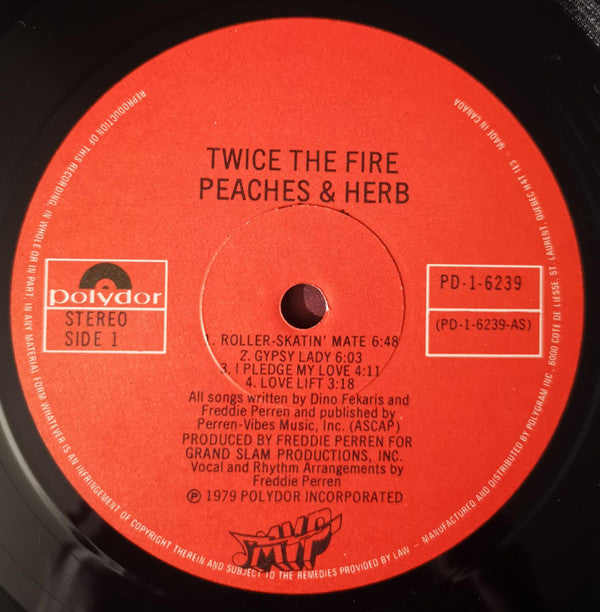 TWICE THE FIRE
PEACHES & HERB
polydor
STEREO
SIDE 1
PD-1-6239
(PD-1-6239-AS)
1. ROLLER-SKATIN' MATE 6:48
2. GYPSY LADY 6:03
3. I PLEDGE MY LOVE 4:11
4. LOVE LIFT 3:18
All songs written by Dino Fekaris and
Freddie Perren and published by
Perren-Vibes Music, Inc. (ASCAP)
PRODUCED BY FREDDIE PERREN FOR
GRAND SLAM PRODUCTIONS, INC.
Vocal and Rhythm Arrangements by
Freddie Perren
℗ 1979 POLYDOR INCORPORATED
MVP
REPRODUCTION OF THIS RECORDING, IN WHOLE OR IN PART, IN ANY MATERIAL FORM WHATEVER IS AN INFRINGEMENT OF COPYRIGHT THEREIN AND SUBJECT TO THE REMEDIES PROVIDED BY LAW – MANUFACTURED AND DISTRIBUTED BY POLYGRAM INC. 6000 COTE DE LIESSE, ST. LAURENT, QUEBEC H4T 1E3
MADE IN CANADA